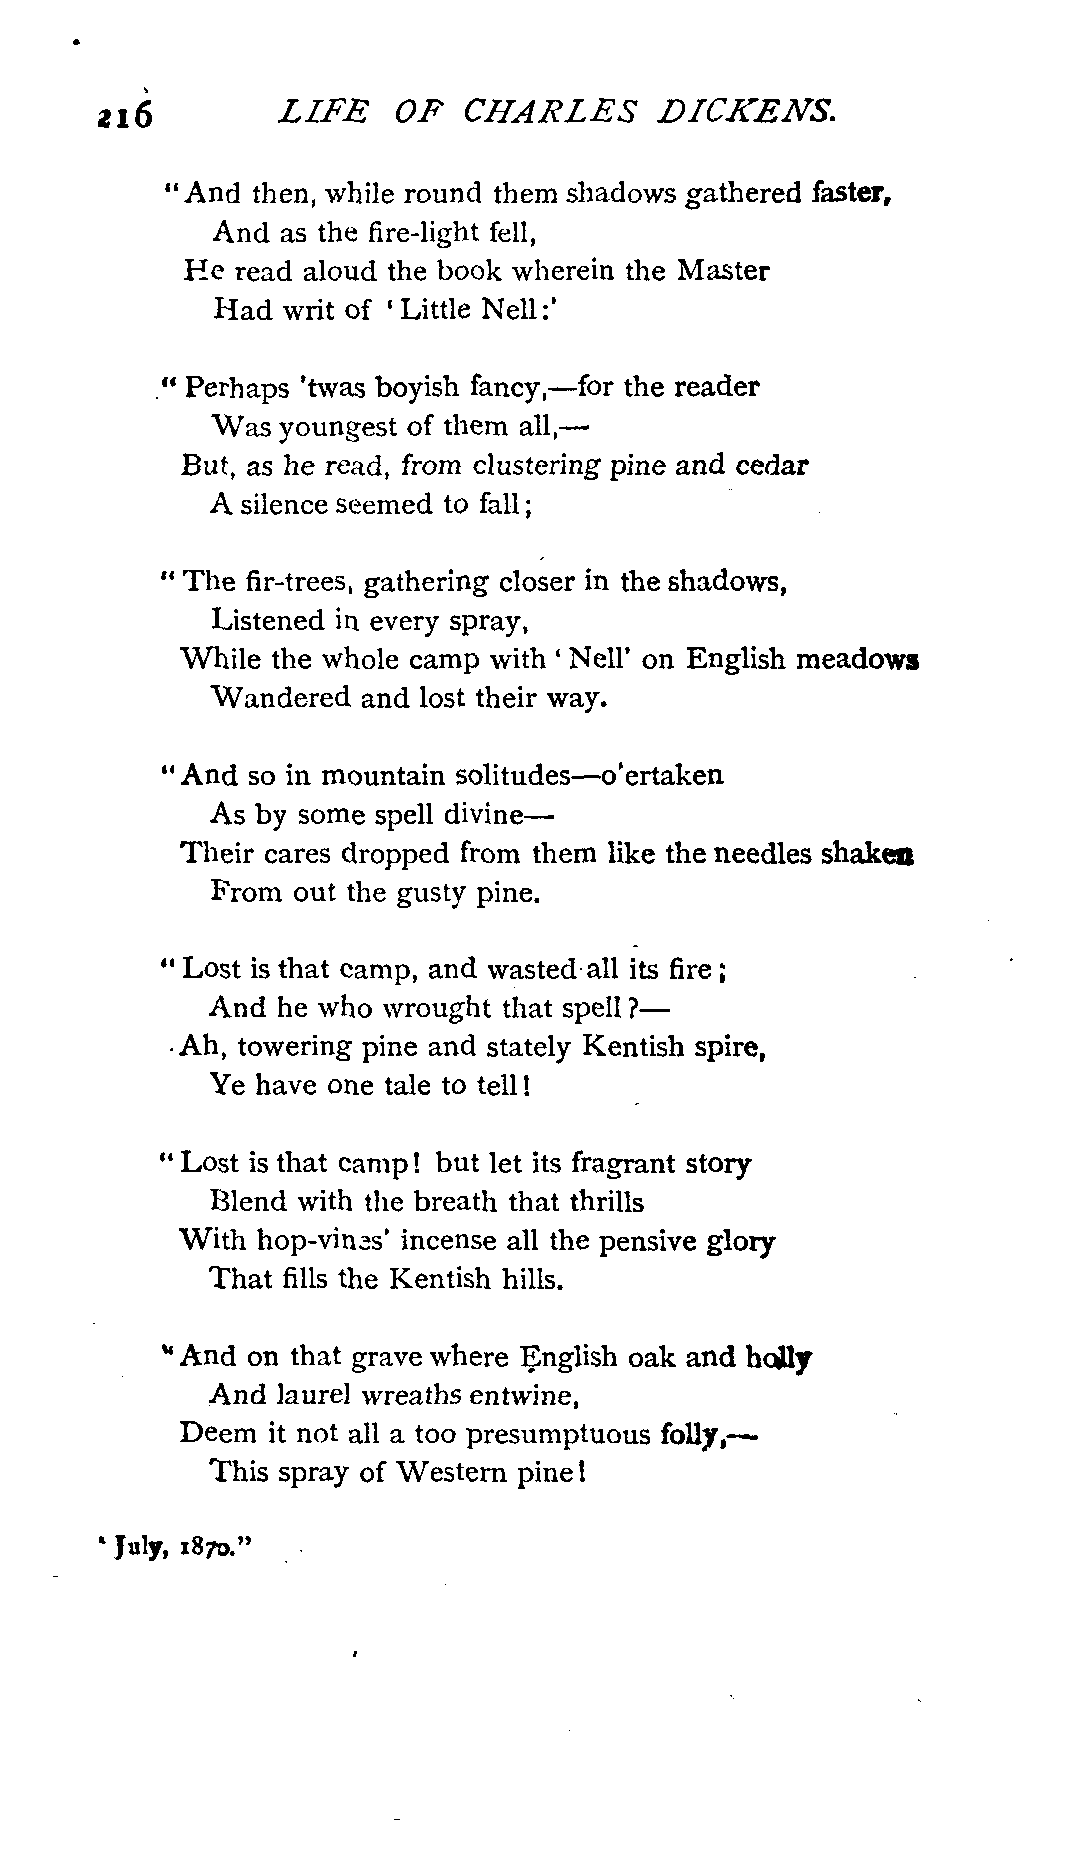 216 LIFE OF CHARLES DICKENS.
"And then, while round them shadows gathered faster,
And as the fire-light fell,
He read aloud the book wherein the Master
Had writ of 'Little Nell:'
"Perhaps 'twas boyish fancy,—for the reader
Was youngest of them all,—
But, as he read, from clustering pine and cedar
A silence seemed to fall;
"The fir-trees, gathering closer in the shadows,
Listened in every spray,
While the whole camp with 'Nell' on English meadows
Wandered and lost their way.
"And so in mountain solitudes—o'ertaken
As by some spell divine—
Their cares dropped from them like the needles shaken
From out the gusty pine.
"Lost is that camp, and wasted all its fire;
And he who wrought that spell?—
Ah, towering pine and stately Kentish spire,
Ye have one tale to tell!
"Lost is that camp! but let its fragrant story
Blend with the breath that thrills
With hop-vines' incense all the pensive glory
That fills the Kentish hills.
"And on that grave where English oak and holly
And laurel wreaths entwine,
Deem it not all a too presumptuous folly,—
This spray of Western pine!
'July, 1870."